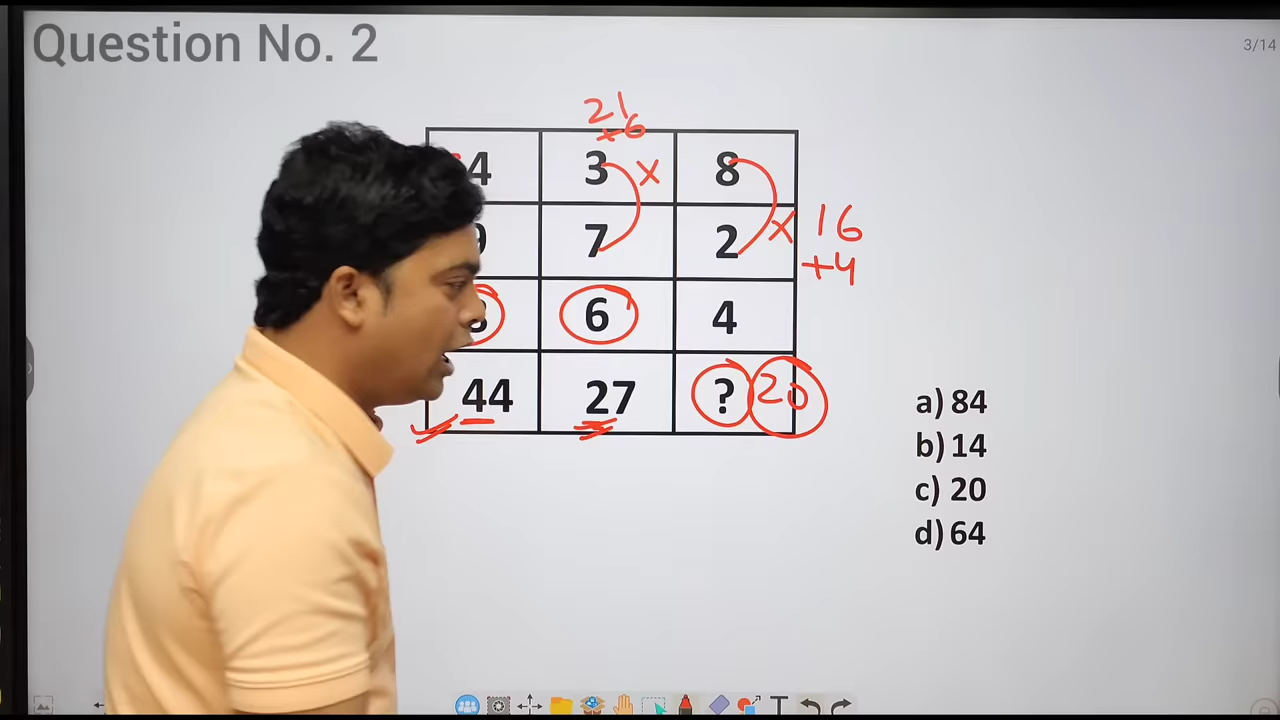 Question No. 2
3/14
21
+6
4 3 x 8
9 7 2 x 16
+4
6 4
44 27 ? 20
a) 84
b) 14
c) 20
d) 64
T